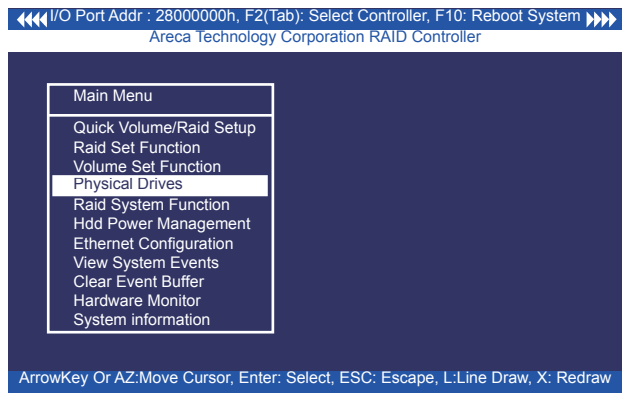 I/O Port Addr : 28000000h, F2(Tab): Select Controller, F10: Reboot System
Areca Technology Corporation RAID Controller
Main Menu
Quick Volume/Raid Setup
Raid Set Function
Volume Set Function
Physical Drives
Raid System Function
Hdd Power Management
Ethernet Configuration
View System Events
Clear Event Buffer
Hardware Monitor
System information
ArrowKey Or AZ:Move Cursor, Enter: Select, ESC: Escape, L:Line Draw, X: Redraw